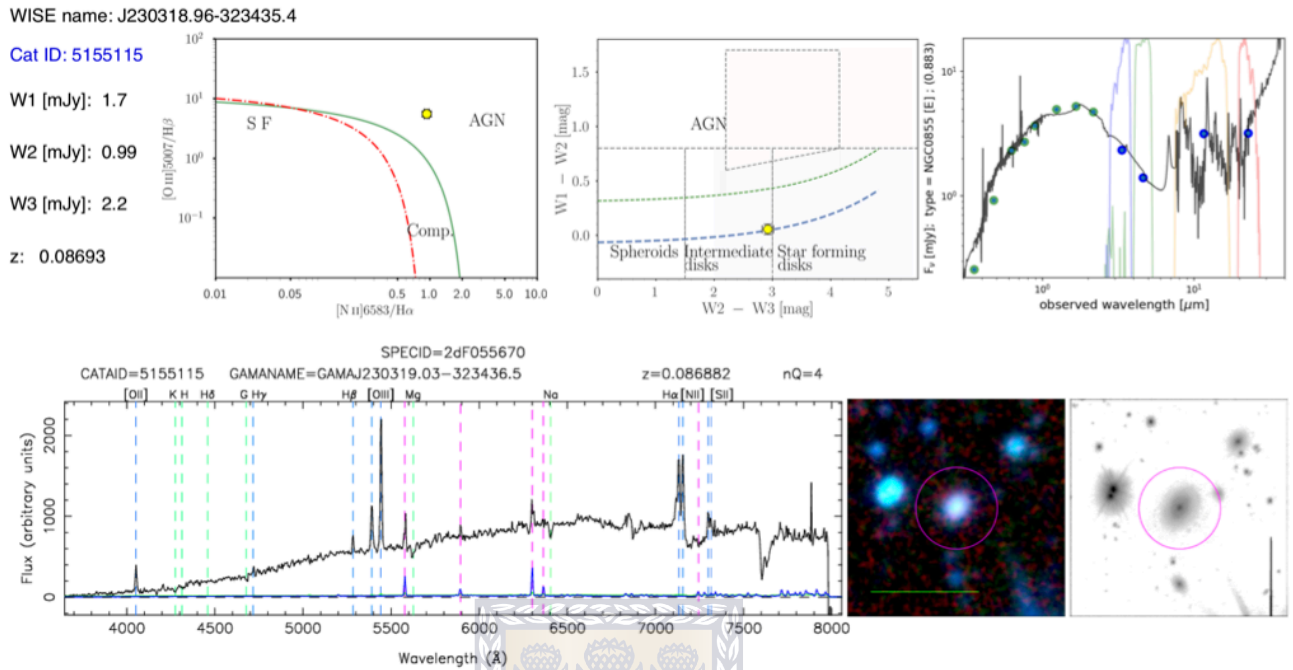 WISE name: J230318.96-323435.4
Cat ID: 5155115
W1 [mJy]: 1.7
W2 [mJy]: 0.99
W3 [mJy]: 2.2
z: 0.08693
[O III]5007/Hβ
10²
10¹
10⁰
10⁻¹
S F
AGN
Comp.
0.01
0.05
0.5
1.0
2.0
5.0
10.0
[N II]6583/Hα
W1 − W2 [mag]
1.5
1.0
0.5
0.0
AGN
Spheroids
Intermediate disks
Star forming disks
0
1
2
3
4
5
W2 − W3 [mag]
F_ν [mJy]; type = NGC0855 [E] ; (0.883)
10¹
10⁰
10⁰
10¹
observed wavelength [μm]
SPECID=2dF055670
CATAID=5155115 GAMANAME=GAMAJ230319.03−323436.5 z=0.086882 nQ=4
[OII] K H Hδ G Hγ Hβ [OIII] Mg Na Hα [NII] [SII]
Flux (arbitrary units)
2000
1000
0
4000 4500 5000 5500 6000 6500 7000 7500 8000
Wavelength (Å)